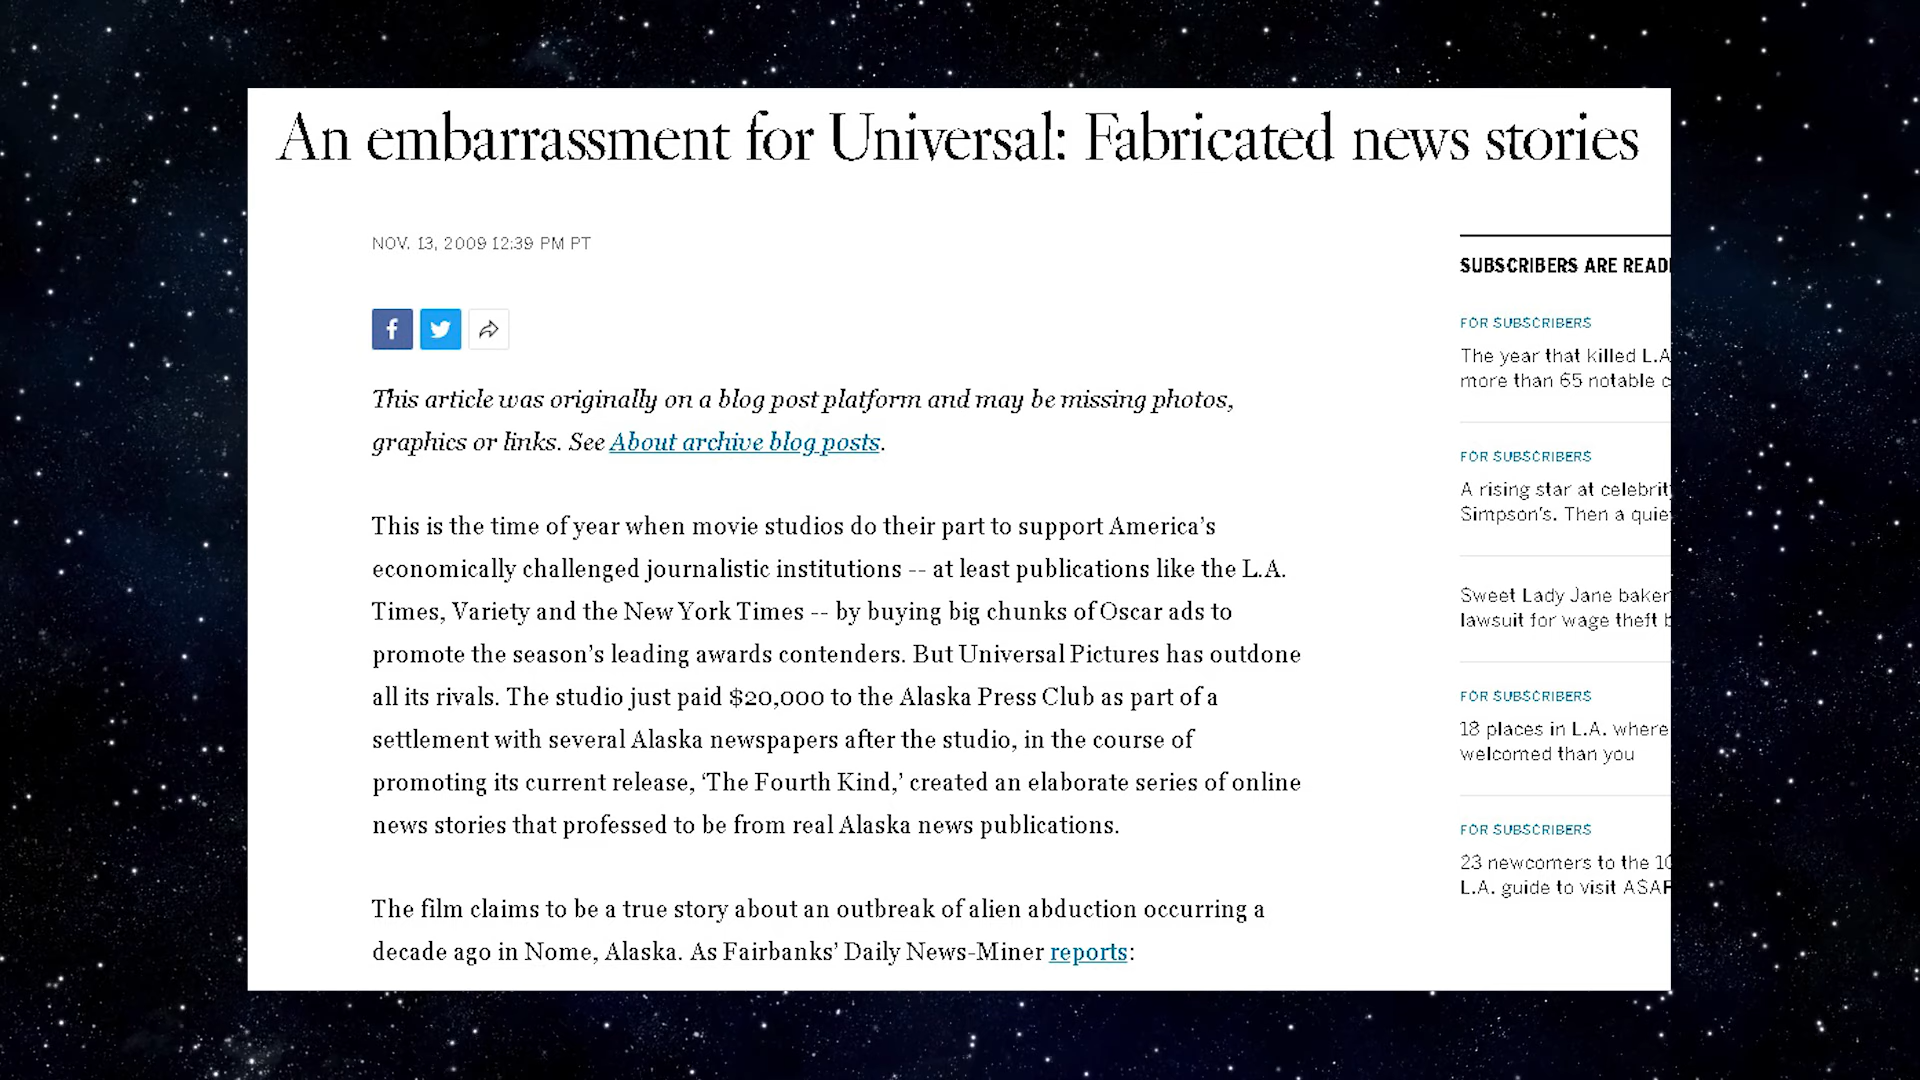 An embarrassment for Universal: Fabricated news stories
NOV. 13, 2009 12:39 PM PT
This article was originally on a blog post platform and may be missing photos,
graphics or links. See About archive blog posts.
This is the time of year when movie studios do their part to support America's
economically challenged journalistic institutions -- at least publications like the L.A.
Times, Variety and the New York Times -- by buying big chunks of Oscar ads to
promote the season's leading awards contenders. But Universal Pictures has outdone
all its rivals. The studio just paid $20,000 to the Alaska Press Club as part of a
settlement with several Alaska newspapers after the studio, in the course of
promoting its current release, 'The Fourth Kind,' created an elaborate series of online
news stories that professed to be from real Alaska news publications.
The film claims to be a true story about an outbreak of alien abduction occurring a
decade ago in Nome, Alaska. As Fairbanks' Daily News-Miner reports:
SUBSCRIBERS ARE
FOR SUBSCRIBERS
The year that killed L.A
more than 65 notable
FOR SUBSCRIBERS
A rising star at
Simpson's. Then a
Sweet Lady Jane
lawsuit for wage theft
FOR SUBSCRIBERS
18 places in L.A. where
welcomed than you
FOR SUBSCRIBERS
23 newcomers to the
L.A. guide to visit